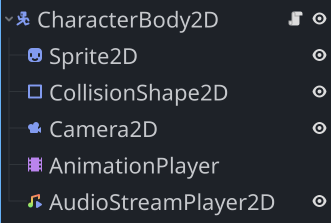 CharacterBody2D
Sprite2D
CollisionShape2D
Camera2D
AnimationPlayer
AudioStreamPlayer2D